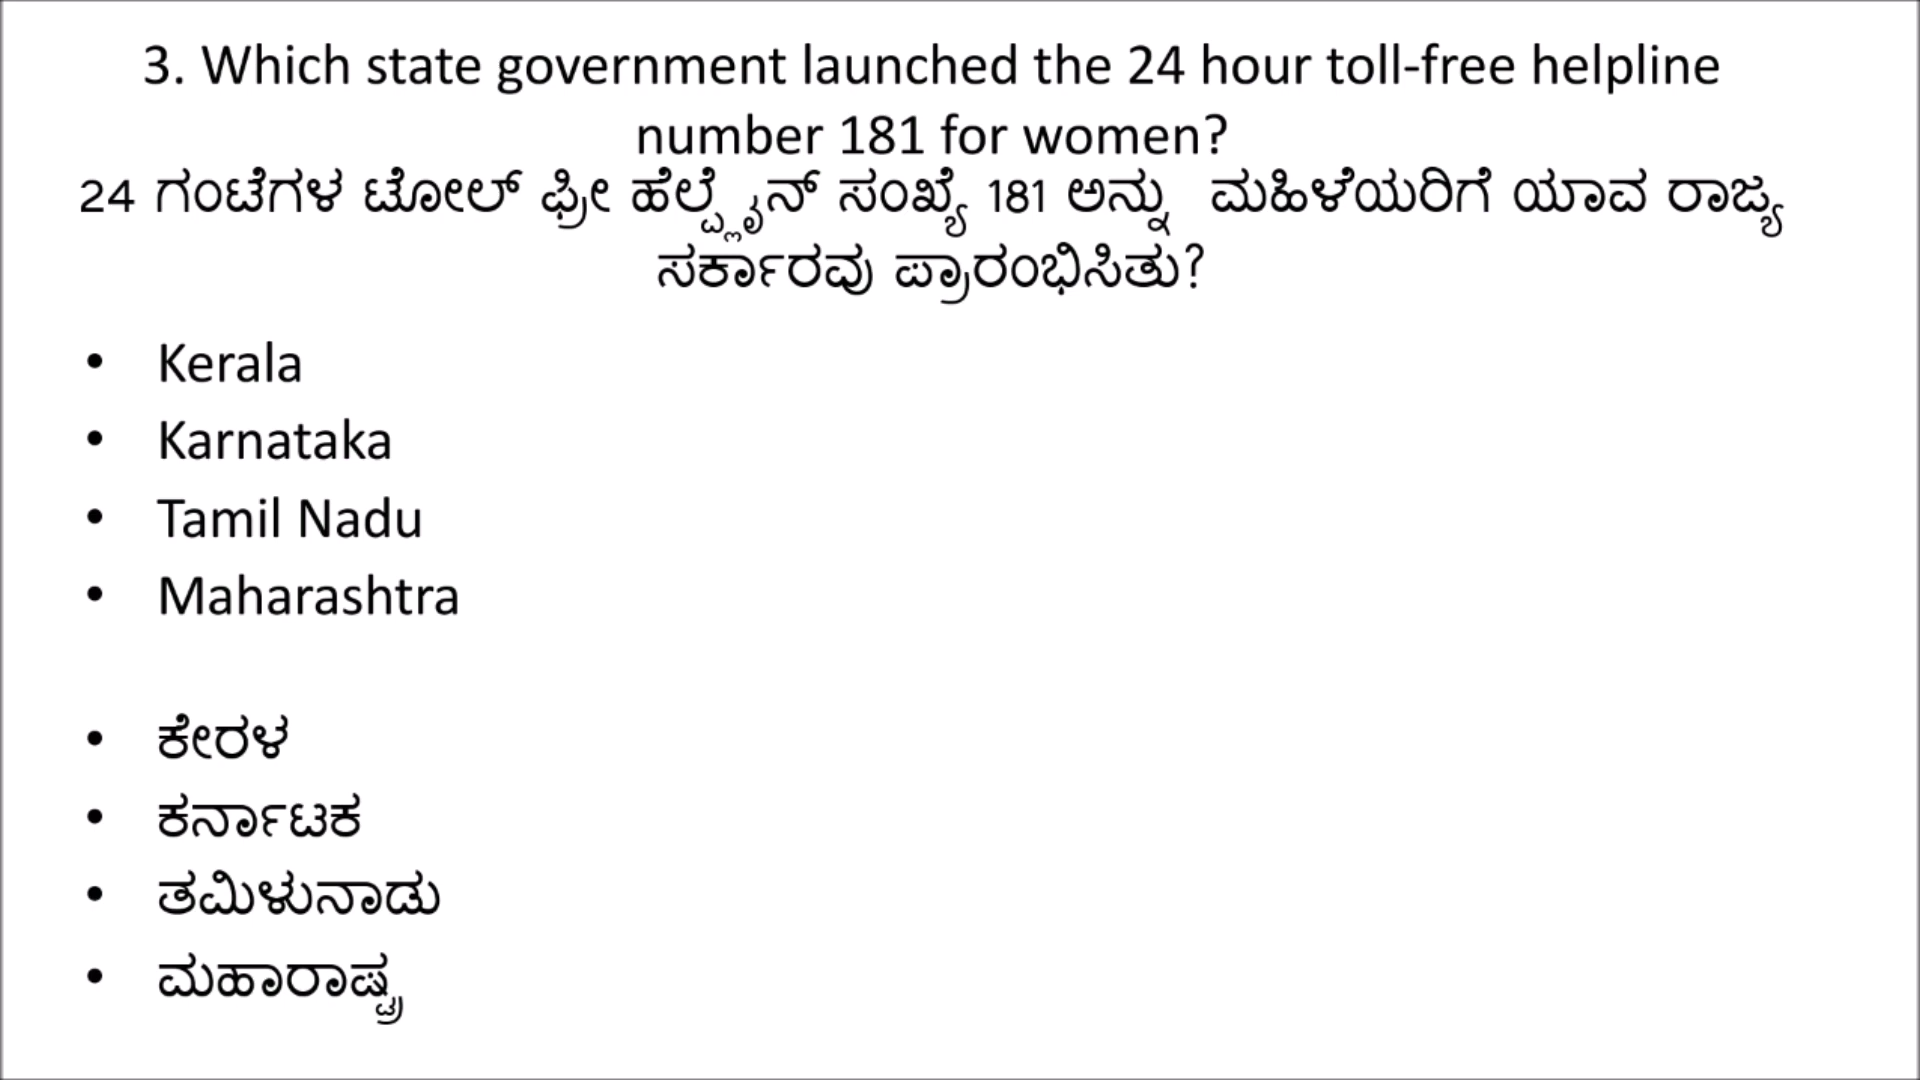 3. Which state government launched the 24 hour toll-free helpline
number 181 for women?
24 ಗಂಟೆಗಳ ಟೋಲ್ ಫ್ರೀ ಹೆಲ್ಪ್ಲೈನ್ ಸಂಖ್ಯೆ 181 ಅನ್ನು ಮಹಿಳೆಯರಿಗೆ ಯಾವ ರಾಜ್ಯ
ಸರ್ಕಾರವು ಪ್ರಾರಂಭಿಸಿತು?
• Kerala
• Karnataka
• Tamil Nadu
• Maharashtra
• ಕೇರಳ
• ಕರ್ನಾಟಕ
• ತಮಿಳುನಾಡು
• ಮಹಾರಾಷ್ಟ್ರ